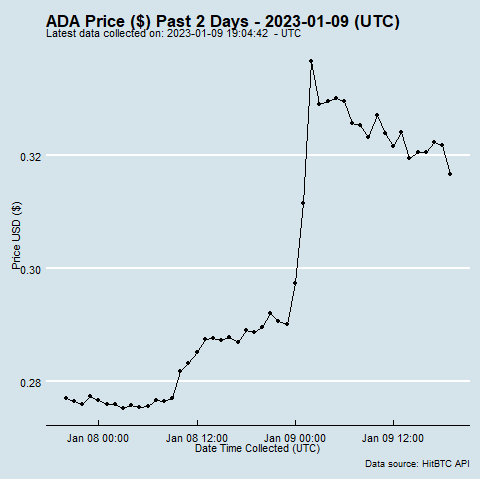 ADA Price ($) Past 2 Days - 2023-01-09 (UTC)
Latest data collected on: 2023-01-09 19:04:42 - UTC
0.32
0.30
0.28
Price USD ($)
Jan 08 00:00 Jan 08 12:00 Jan 09 00:00 Jan 09 12:00
Date Time Collected (UTC)
Data source: HitBTC API